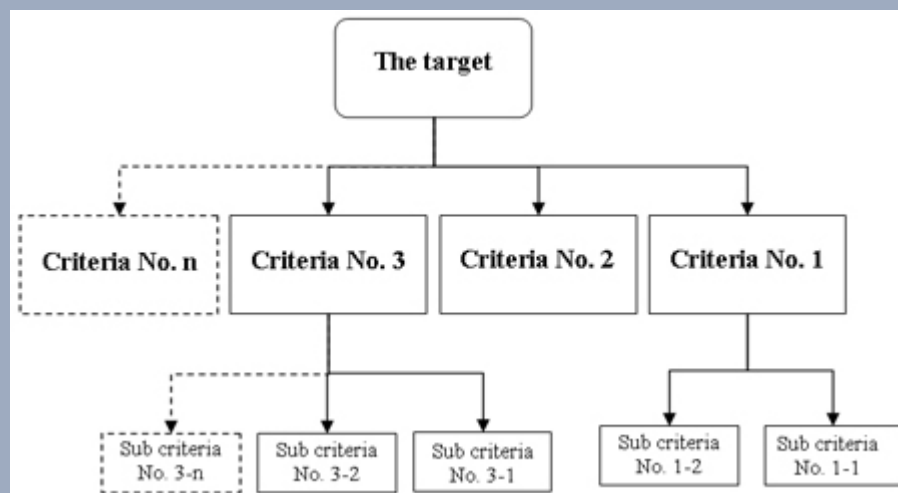 The target
Criteria No. n
Criteria No. 3
Criteria No. 2
Criteria No. 1
Sub criteria
No. 3-n
Sub criteria
No. 3-2
Sub criteria
No. 3-1
Sub criteria
No. 1-2
Sub criteria
No. 1-1